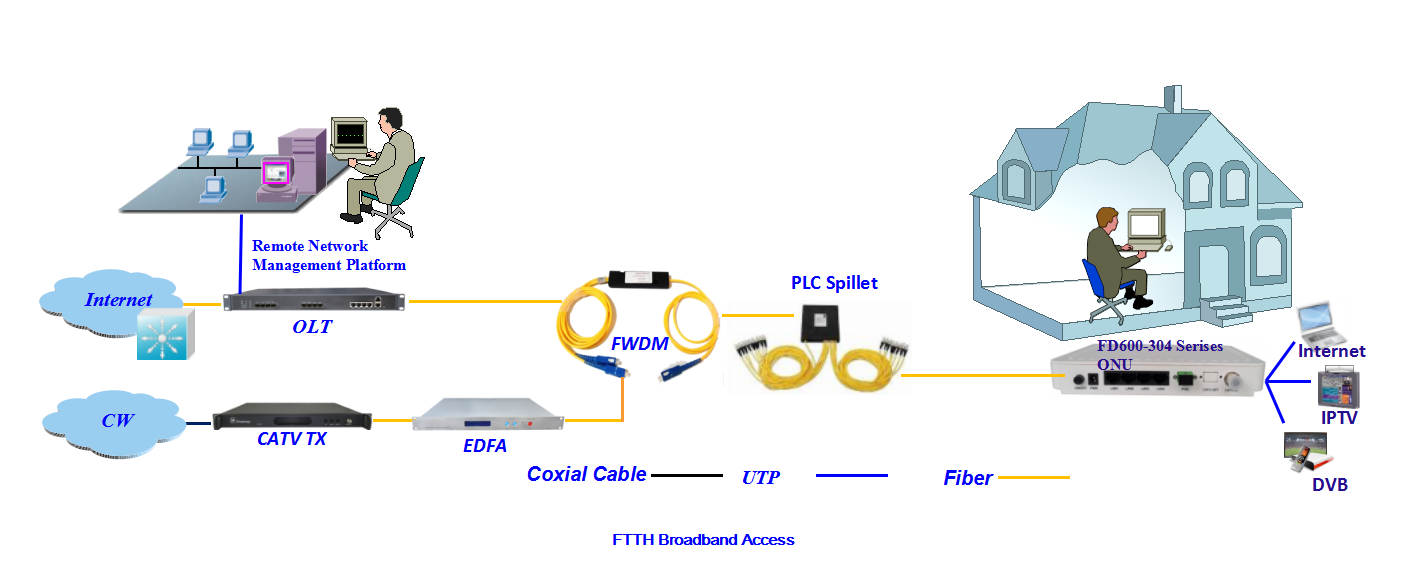 Remote Network
Management Platform
Internet
OLT
FWDM
PLC Spillet
FD600-304 Serises
ONU
Internet
IPTV
DVB
CW
CATV TX
EDFA
Coxial Cable
UTP
Fiber
FTTH Broadband Access